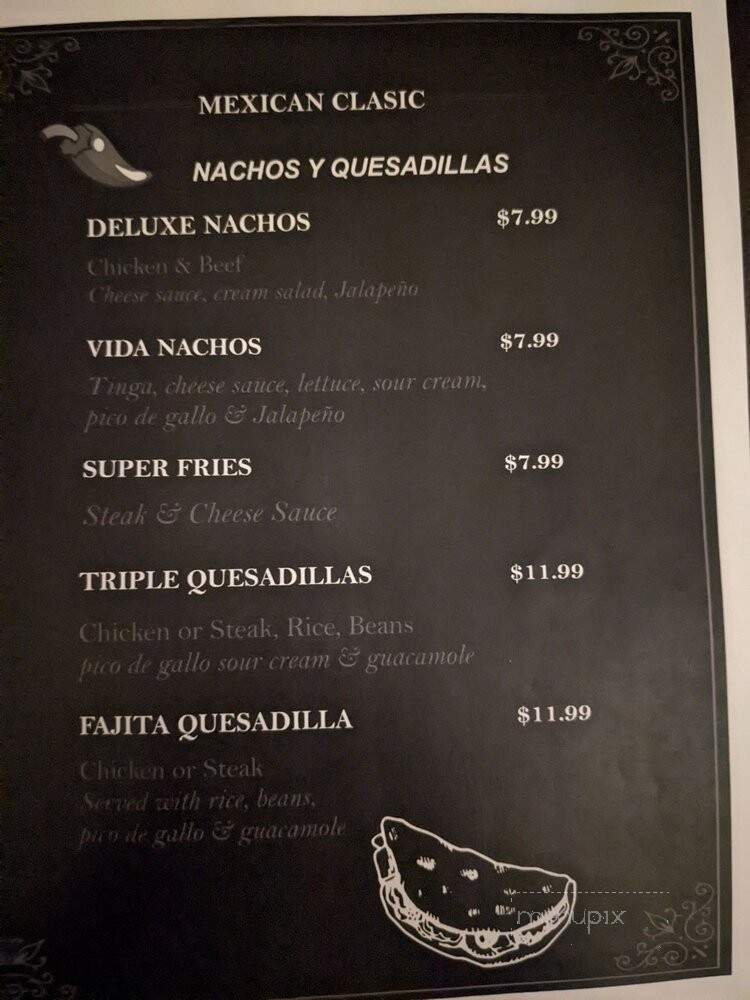 MEXICAN CLASIC
NACHOS Y QUESADILLAS
DELUXE NACHOS $7.99
Chicken & Beef
Cheese sauce, cream salad, Jalapeño
VIDA NACHOS $7.99
Tinga, cheese sauce, lettuce, sour cream,
pico de gallo & Jalapeño
SUPER FRIES $7.99
Steak & Cheese Sauce
TRIPLE QUESADILLAS $11.99
Chicken or Steak, Rice, Beans
pico de gallo sour cream & guacamole
FAJITA QUESADILLA $11.99
Chicken or Steak
Served with rice, beans,
pico de gallo & guacamole
menupix